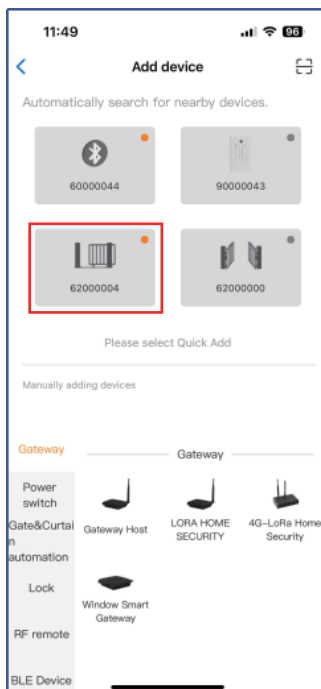 11:49
96
Add device
Automatically search for nearby devices.
60000044
90000043
62000004
62000000
Please select Quick Add
Manually adding devices
Gateway
Gateway
Power
switch
Gate&Curtai
n
automation
Lock
RF remote
BLE Device
Gateway Host
LORA HOME
SECURITY
4G-LoRa Home
Security
Window Smart
Gateway